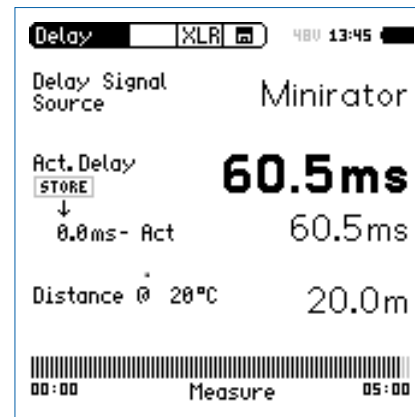 Delay XLR 48V 13:45
Delay Signal Minirator
Source
Act. Delay 60.5ms
STORE
0.0ms- Act 60.5ms
Distance @ 20°C 20.0m
00:00 Measure 05:00